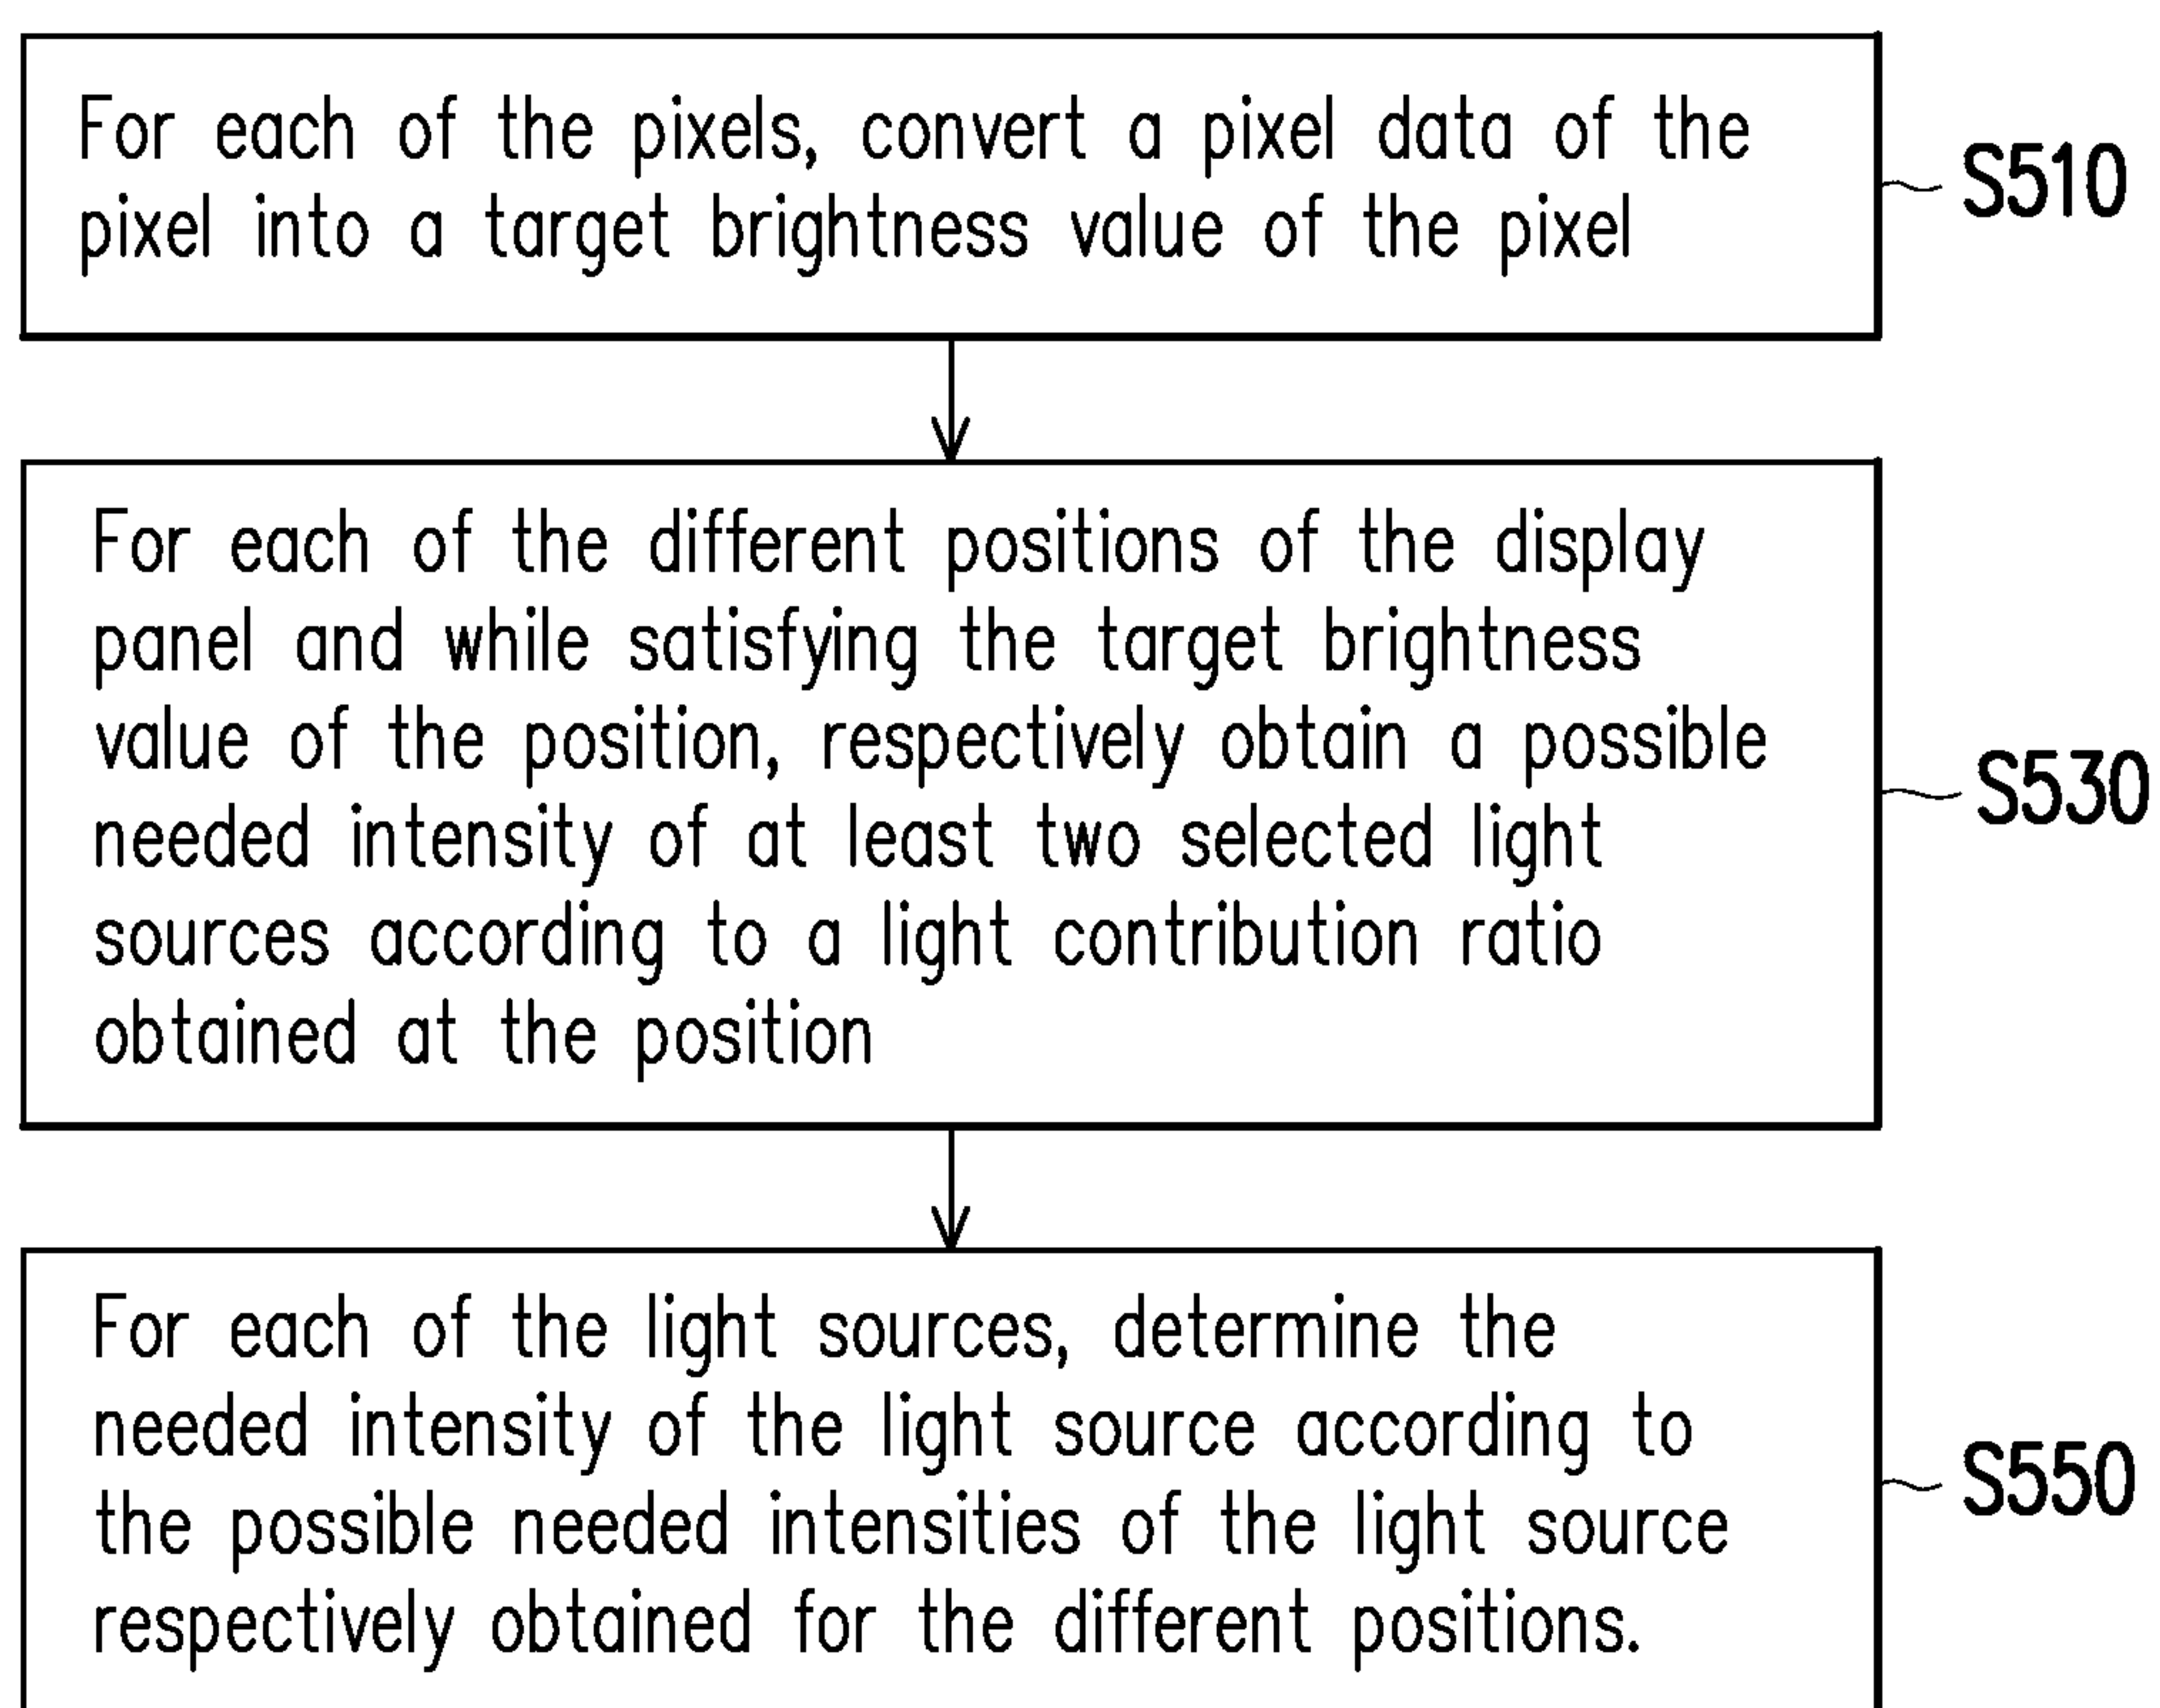 For each of the pixels, convert a pixel data of the
pixel into a target brightness value of the pixel
S510
For each of the different positions of the display
panel and while satisfying the target brightness
value of the position, respectively obtain a possible
needed intensity of at least two selected light
sources according to a light contribution ratio
obtained at the position
S530
For each of the light sources, determine the
needed intensity of the light source according to
the possible needed intensities of the light source
respectively obtained for the different positions.
S550